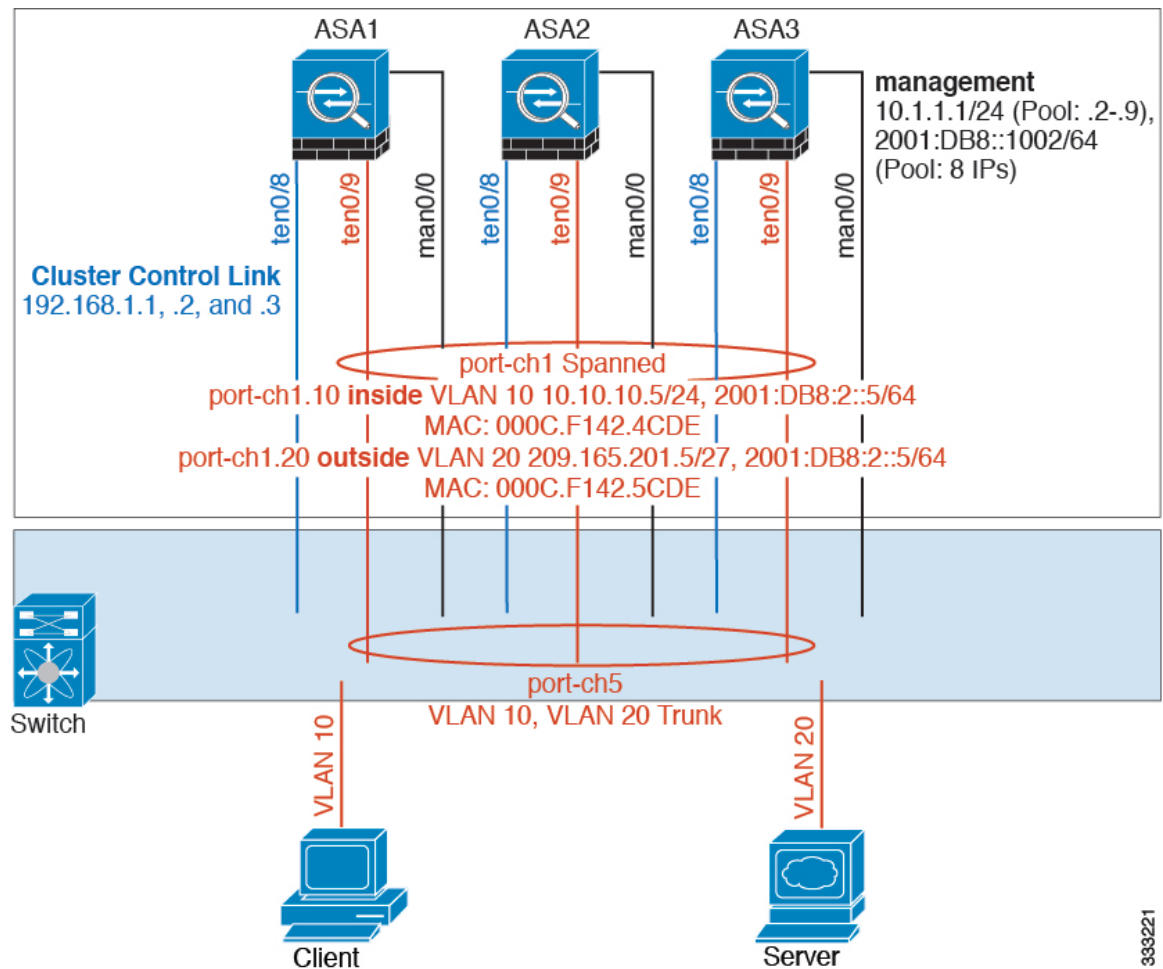 ASA1
ASA2
ASA3
management
10.1.1.1/24 (Pool: .2-.9),
2001:DB8::1002/64
(Pool: 8 IPs)
ten0/8
ten0/9
man0/0
ten0/8
ten0/9
man0/0
ten0/8
ten0/9
man0/0
Cluster Control Link
192.168.1.1, .2, and .3
port-ch1 Spanned
port-ch1.10 inside VLAN 10 10.10.10.5/24, 2001:DB8:2::5/64
MAC: 000C.F142.4CDE
port-ch1.20 outside VLAN 20 209.165.201.5/27, 2001:DB8:2::5/64
MAC: 000C.F142.5CDE
Switch
port-ch5
VLAN 10, VLAN 20 Trunk
VLAN 10
VLAN 20
Client
Server
333221